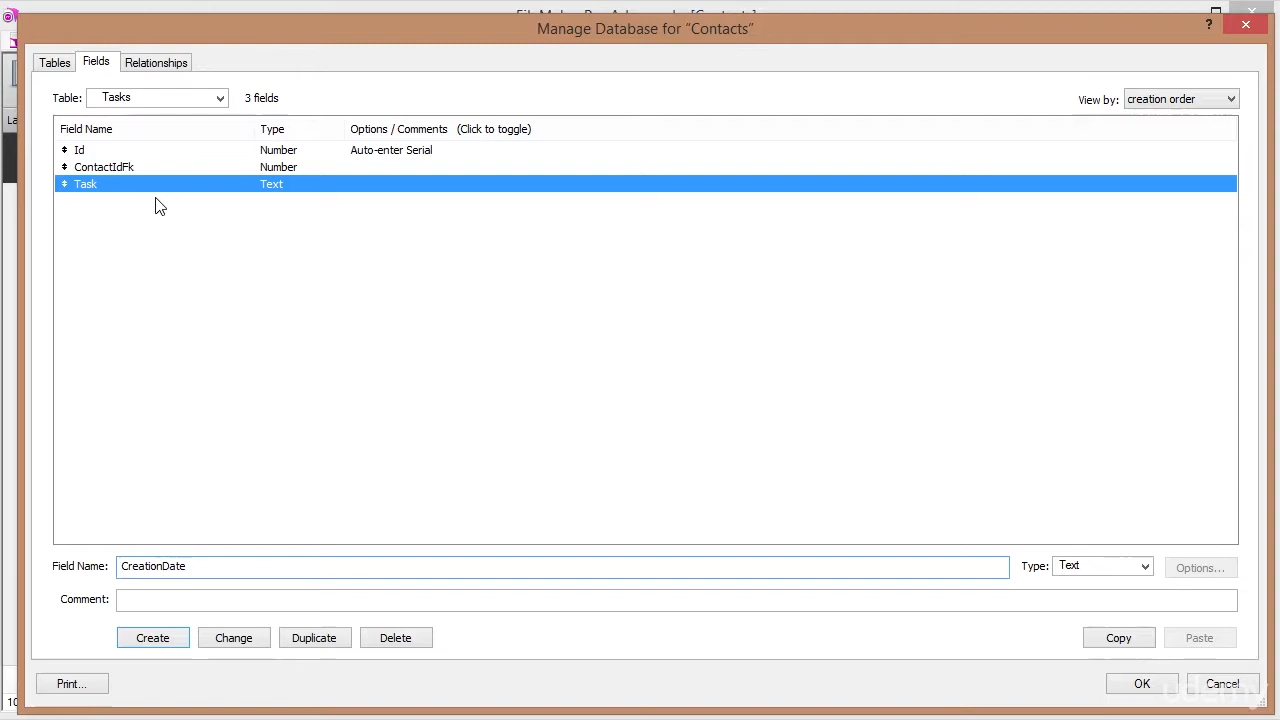 Manage Database for "Contacts"
?
Tables
Fields
Relationships
Table: Tasks 3 fields
View by: creation order
Field Name Type Options / Comments (Click to toggle)
Id Number Auto-enter Serial
ContactIdFk Number
Task Text
Field Name: CreationDate
Type: Text
Options...
Comment:
Create
Change
Duplicate
Delete
Copy
Paste
Print...
OK
Cancel
udemy